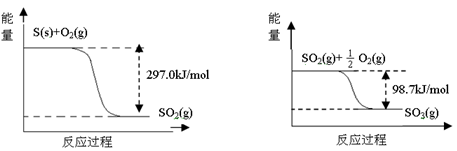 能量
S(s)+O₂(g)
297.0kJ/mol
SO₂(g)
反应过程
能量
SO₂(g)+ 1/2 O₂(g)
98.7kJ/mol
SO₃(g)
反应过程